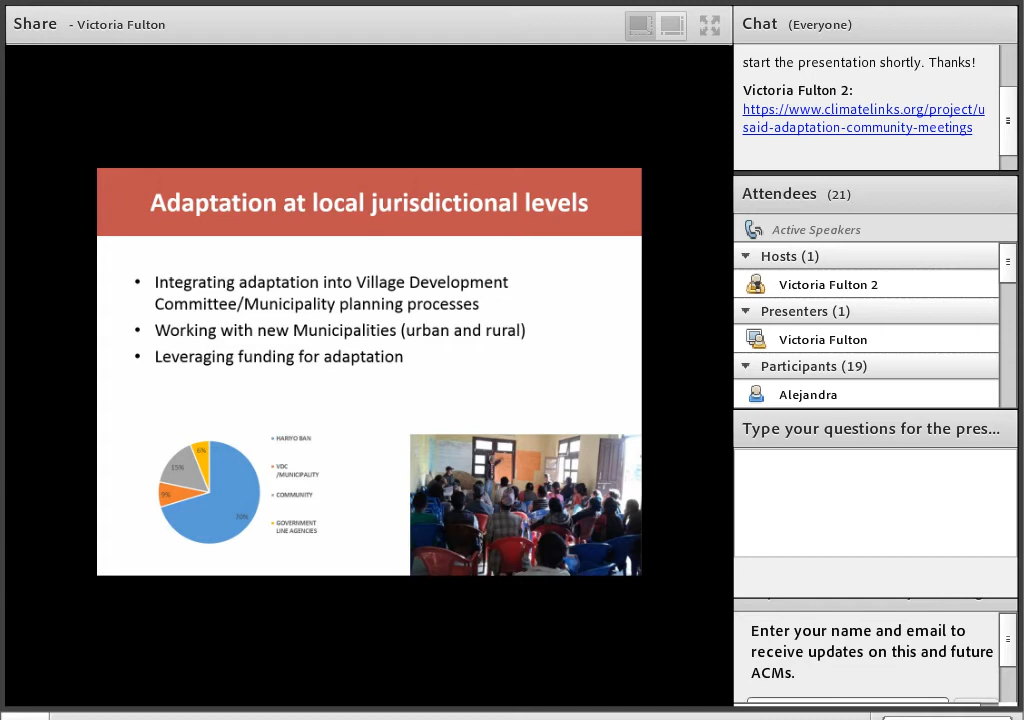 Share - Victoria Fulton
Adaptation at local jurisdictional levels
• Integrating adaptation into Village Development
Committee/Municipality planning processes
• Working with new Municipalities (urban and rural)
• Leveraging funding for adaptation
6%
15%
9%
70%
HARIYO BAN
VDC
/MUNICIPALITY
COMMUNITY
GOVERNMENT
LINE AGENCIES
Chat (Everyone)
start the presentation shortly. Thanks!
Victoria Fulton 2:
https://www.climatelinks.org/project/u
said-adaptation-community-meetings
Attendees (21)
Active Speakers
Hosts (1)
Victoria Fulton 2
Presenters (1)
Victoria Fulton
Participants (19)
Alejandra
Type your questions for the pres...
Enter your name and email to
receive updates on this and future
ACMs.